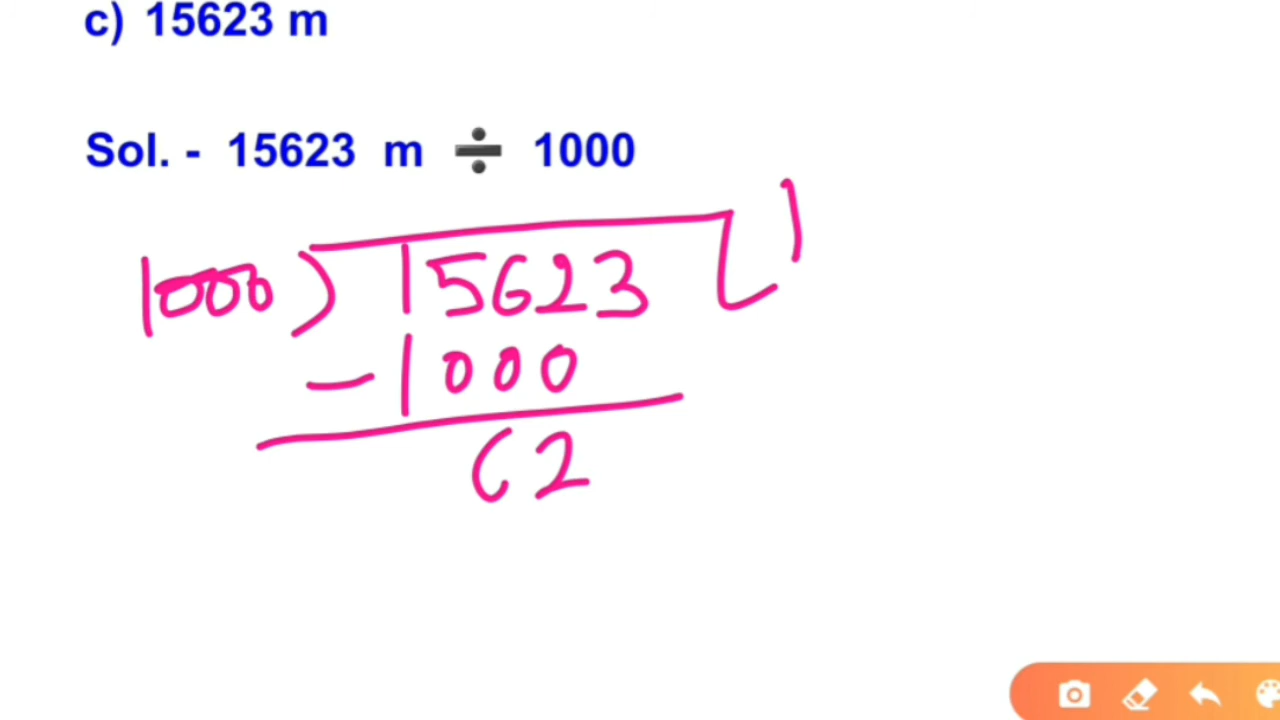 c) 15623 m
Sol. - 15623 m ÷ 1000
1000 ) 15623 ( 1
- 1000
62